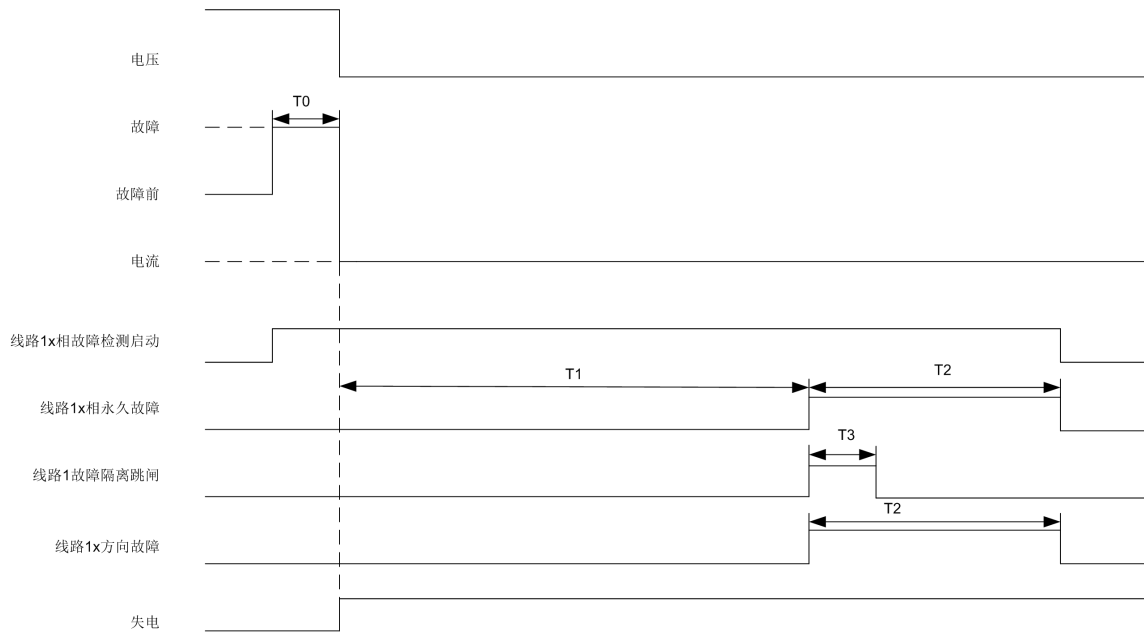 电压
T0
故障
故障前
电流
线路1x相故障检测启动
T1
T2
线路1x相永久故障
T3
线路1故障隔离跳闸
T2
线路1x方向故障
失电